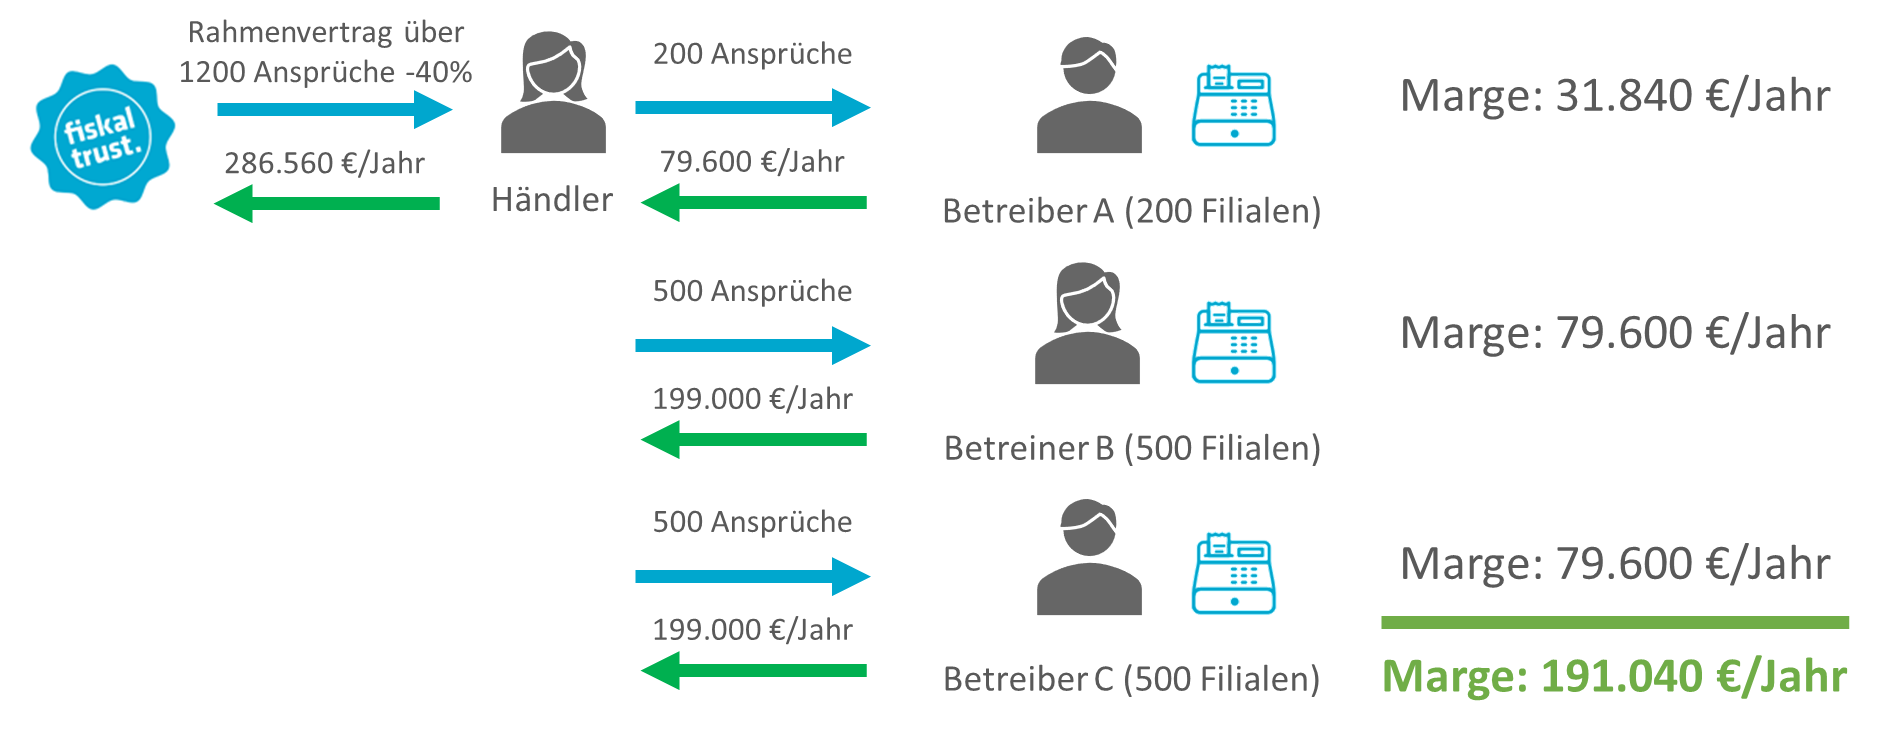 Rahmenvertrag über
1200 Ansprüche -40%
fiskal
trust.
286.560 €/Jahr
Händler
200 Ansprüche
79.600 €/Jahr
Betreiber A (200 Filialen)
Marge: 31.840 €/Jahr
500 Ansprüche
199.000 €/Jahr
Betreiner B (500 Filialen)
Marge: 79.600 €/Jahr
500 Ansprüche
199.000 €/Jahr
Betreiber C (500 Filialen)
Marge: 79.600 €/Jahr
Marge: 191.040 €/Jahr